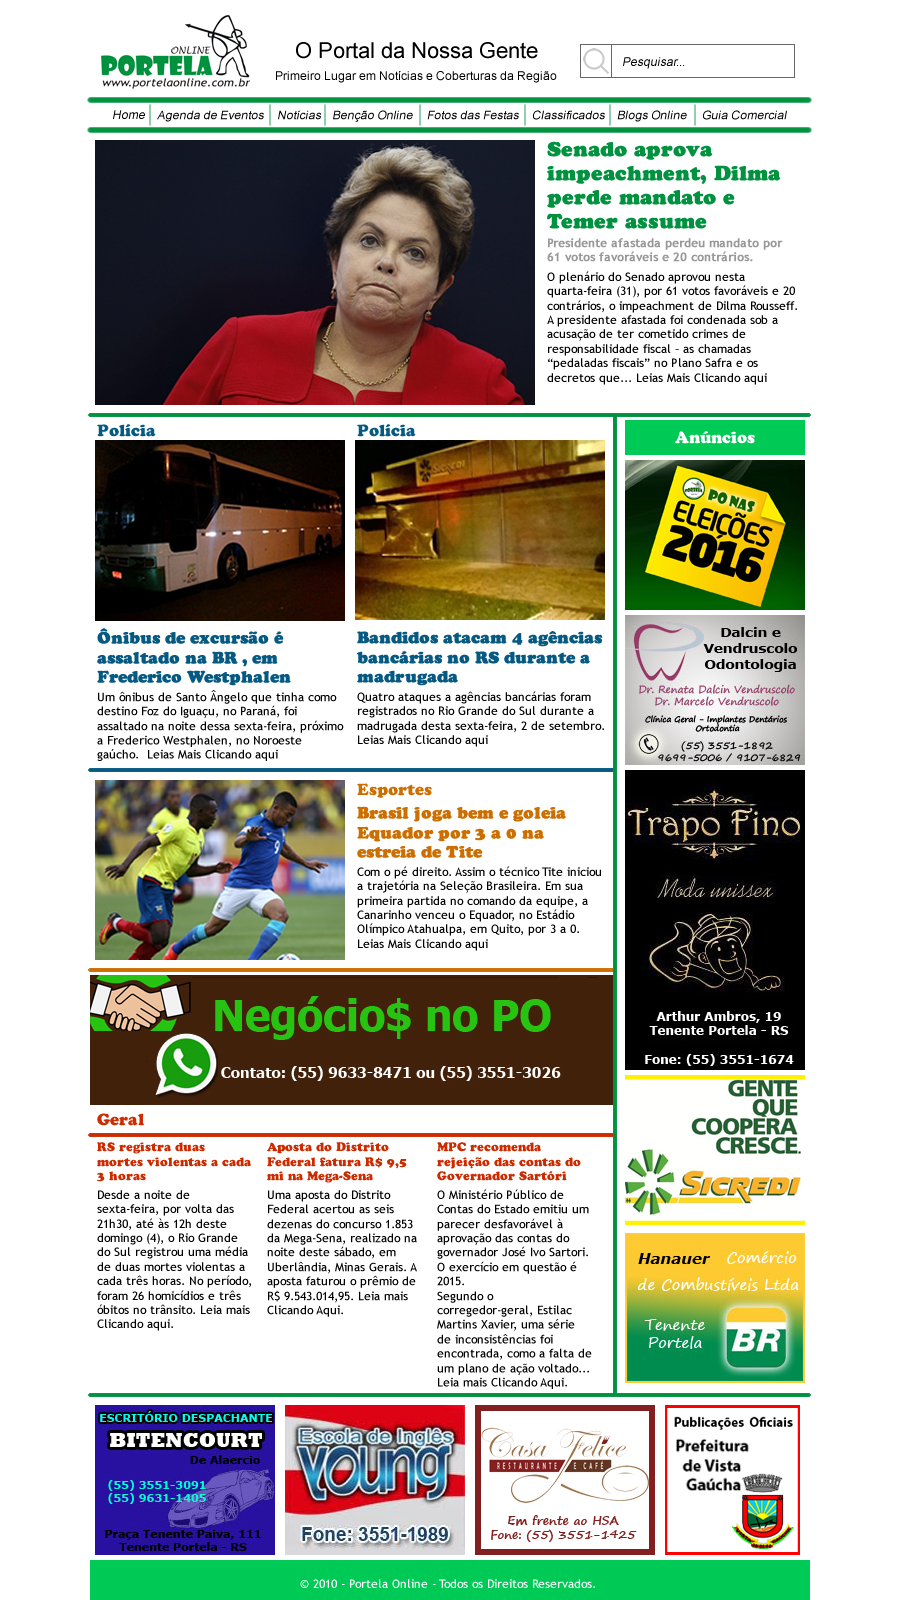 ONLINE
PORTELA
www.portelaonline.com.br
O Portal da Nossa Gente
Primeiro Lugar em Notícias e Coberturas da Região
Pesquisar...
Home
Agenda de Eventos
Notícias
Benção Online
Fotos das Festas
Classificados
Blogs Online
Guia Comercial
Senado aprova
impeachment, Dilma
perde mandato e
Temer assume
Presidente afastada perdeu mandato por
61 votos favoráveis e 20 contrários.
O plenário do Senado aprovou nesta
quarta-feira (31), por 61 votos favoráveis e 20
contrários, o impeachment de Dilma Rousseff.
A presidente afastada foi condenada sob a
acusação de ter cometido crimes de
responsabilidade fiscal – as chamadas
“pedaladas fiscais” no Plano Safra e os
decretos que... Leias Mais Clicando aqui
Polícia
Ônibus de excursão é
assaltado na BR , em
Frederico Westphalen
Um ônibus de Santo Ângelo que tinha como
destino Foz do Iguaçu, no Paraná, foi
assaltado na noite dessa sexta-feira, próximo
a Frederico Westphalen, no Noroeste
gaúcho.  Leias Mais Clicando aqui
Polícia
Sicredi
Bandidos atacam 4 agências
bancárias no RS durante a
madrugada
Quatro ataques a agências bancárias foram
registrados no Rio Grande do Sul durante a
madrugada desta sexta-feira, 2 de setembro.
Leias Mais Clicando aqui
Esportes
Brasil joga bem e goleia
Equador por 3 a 0 na
estreia de Tite
Com o pé direito. Assim o técnico Tite iniciou
a trajetória na Seleção Brasileira. Em sua
primeira partida no comando da equipe, a
Canarinho venceu o Equador, no Estádio
Olímpico Atahualpa, em Quito, por 3 a 0.
Leias Mais Clicando aqui
Negócio$ no PO
Contato: (55) 9633-8471 ou (55) 3551-3026
Geral
RS registra duas
mortes violentas a cada
3 horas
Desde a noite de
sexta-feira, por volta das
21h30, até às 12h deste
domingo (4), o Rio Grande
do Sul registrou uma média
de duas mortes violentas a
cada três horas. No período,
foram 26 homicídios e três
óbitos no trânsito. Leia mais
Clicando aqui.
Aposta do Distrito
Federal fatura R$ 9,5
mi na Mega-Sena
Uma aposta do Distrito
Federal acertou as seis
dezenas do concurso 1.853
da Mega-Sena, realizado na
noite deste sábado, em
Uberlândia, Minas Gerais. A
aposta faturou o prêmio de
R$ 9.543.014,95. Leia mais
Clicando Aqui.
MPC recomenda
rejeição das contas do
Governador Sartóri
O Ministério Público de
Contas do Estado emitiu um
parecer desfavorável à
aprovação das contas do
governador José Ivo Sartori.
O exercício em questão é
2015.
Segundo o
corregedor-geral, Estilac
Martins Xavier, uma série
de inconsistências foi
encontrada, como a falta de
um plano de ação voltado...
Leia mais Clicando Aqui.
Anúncios
PORTELA
PO NAS
ELEIÇÕES
2016
Dalcin e
Vendruscolo
Odontologia
Dr. Renata Dalcin Vendruscolo
Dr. Marcelo Vendruscolo
Clínica Geral - Implantes Dentários
Ortodontia
(55) 3551-1892
9699-5006 / 9107-6829
Trapo Fino
Moda unissex
Arthur Ambros, 19
Tenente Portela - RS
Fone: (55) 3551-1674
GENTE
QUE
COOPERA
CRESCE.
SICREDI
Hanauer Comércio
de Combustíveis Ltda
Tenente
Portela
BR
ESCRITÓRIO DESPACHANTE
BITENCOURT
De Alaercio
(55) 3551-3091
(55) 9631-1405
Praça Tenente Paiva, 111
Tenente Portela - RS
Escola de Inglês
YOUNG
Fone: 3551-1989
Casa Felice
RESTAURANTE E CAFÉ
Em frente ao HSA
Fone: (55) 3551-1425
Publicações Oficiais
Prefeitura
de Vista
Gaúcha
© 2010 - Portela Online - Todos os Direitos Reservados.